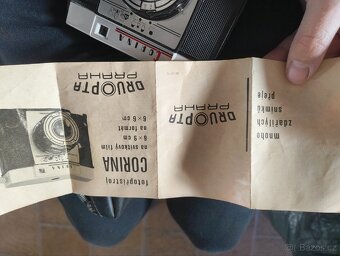 CORINA
DRUOPTA
PRAHA
fotopřístroj
CORINA
na svitkový film
6×9 cm
na formát
6×6 cm
DRUOPTA
PRAHA
mnoho
zdařilých
snímků
přeje
Bazoš.cz